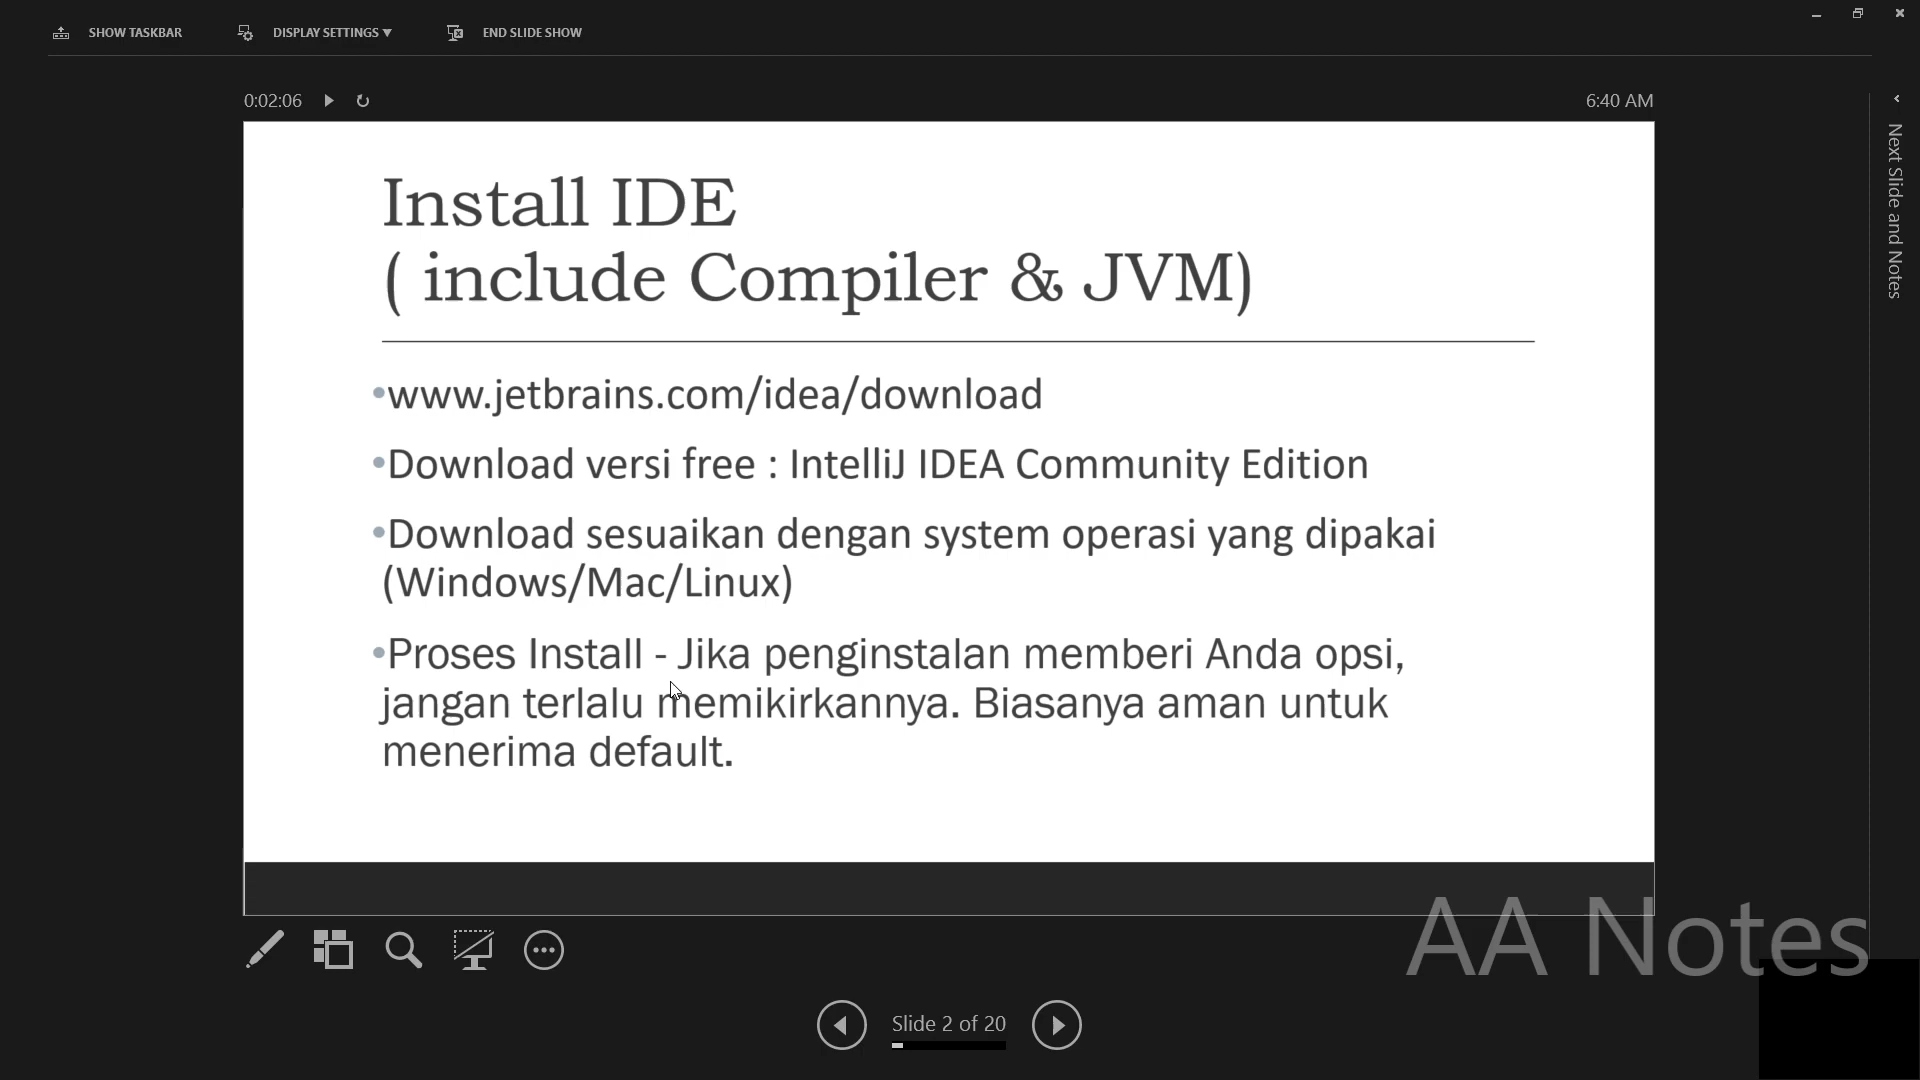 SHOW TASKBAR
DISPLAY SETTINGS ▼
END SLIDE SHOW
0:02:06
6:40 AM
Next Slide and Notes
Install IDE
( include Compiler & JVM)
•www.jetbrains.com/idea/download
•Download versi free : IntelliJ IDEA Community Edition
•Download sesuaikan dengan system operasi yang dipakai
(Windows/Mac/Linux)
•Proses Install - Jika penginstalan memberi Anda opsi,
jangan terlalu memikirkannya. Biasanya aman untuk
menerima default.
AA Notes
Slide 2 of 20